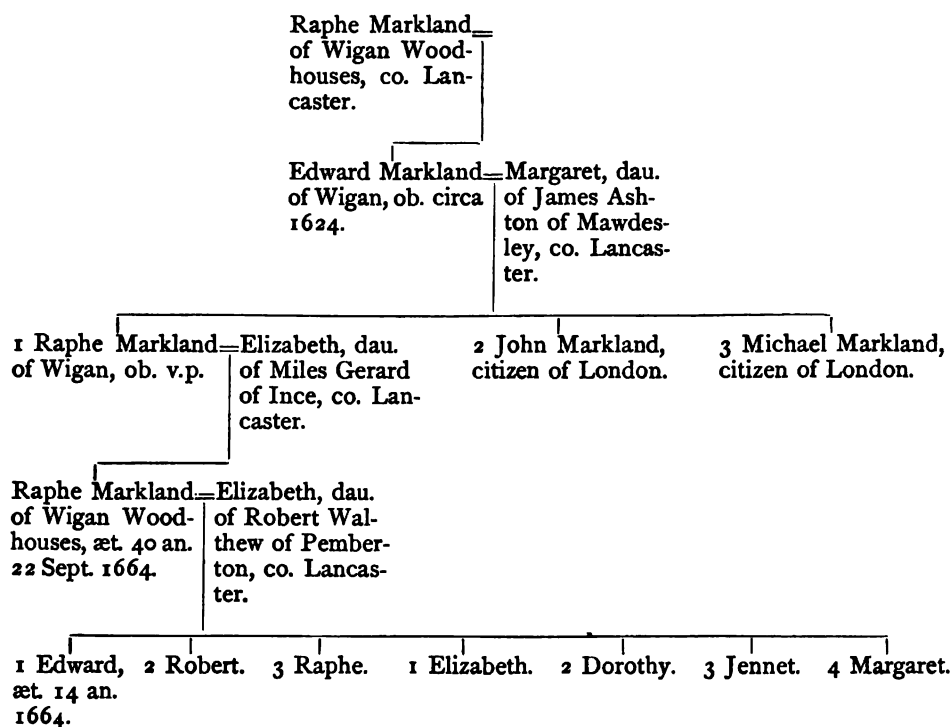 Raphe Markland=
of Wigan Wood-
houses, co. Lan-
caster.
Edward Markland=Margaret, dau.
of Wigan, ob. circa
1624.
of James Ash-
ton of Mawdes-
ley, co. Lancas-
ter.
1 Raphe Markland=Elizabeth, dau.
of Wigan, ob. v.p.
of Miles Gerard
of Ince, co. Lan-
caster.
2 John Markland,
citizen of London.
3 Michael Markland,
citizen of London.
Raphe Markland=Elizabeth, dau.
of Wigan Wood-
houses, æt. 40 an.
22 Sept. 1664.
of Robert Wal-
thew of Pember-
ton, co. Lancas-
ter.
1 Edward,
æt. 14 an.
1664.
2 Robert.
3 Raphe.
1 Elizabeth.
2 Dorothy.
3 Jennet.
4 Margaret.